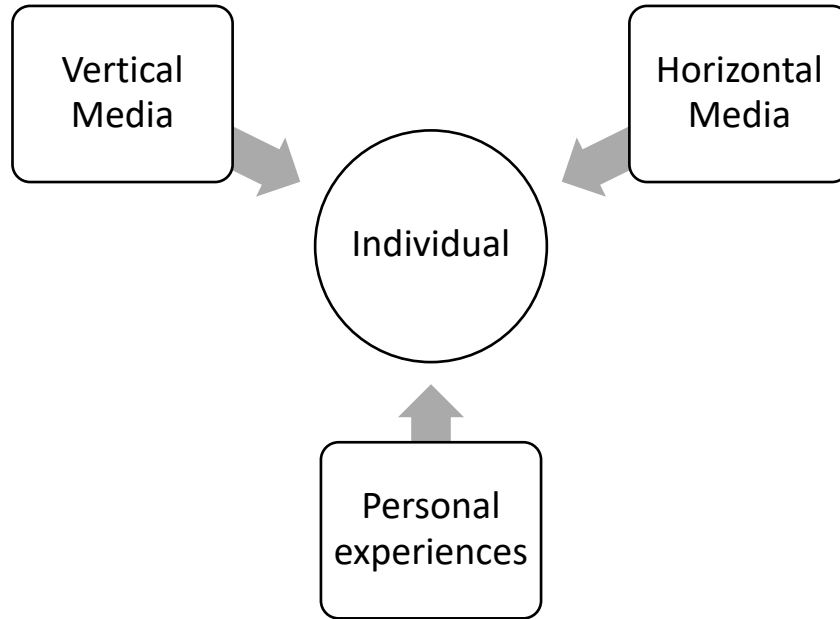 Vertical
Media
Horizontal
Media
Individual
Personal
experiences